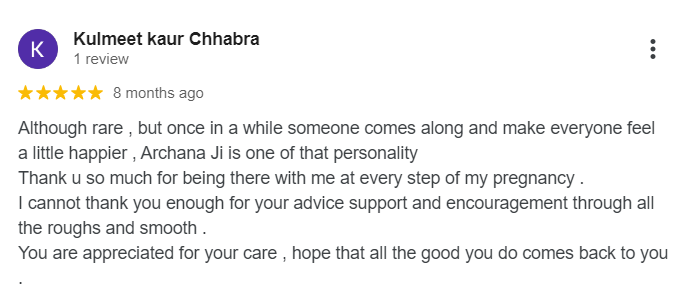 K
Kulmeet kaur Chhabra
1 review
8 months ago
Although rare , but once in a while someone comes along and make everyone feel
a little happier , Archana Ji is one of that personality
Thank u so much for being there with me at every step of my pregnancy .
I cannot thank you enough for your advice support and encouragement through all
the roughs and smooth .
You are appreciated for your care , hope that all the good you do comes back to you
.